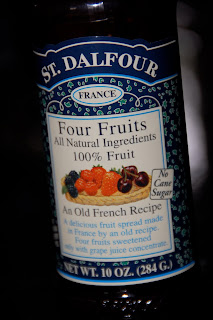 ST. DALFOUR
FRANCE
Four Fruits
All Natural Ingredients
100% Fruit
No
Cane
Sugar
An Old French Recipe
A delicious fruit spread made
in France by an old recipe.
Four fruits sweetened
only with grape juice concentrate.
NET WT. 10 OZ. (284 G.)